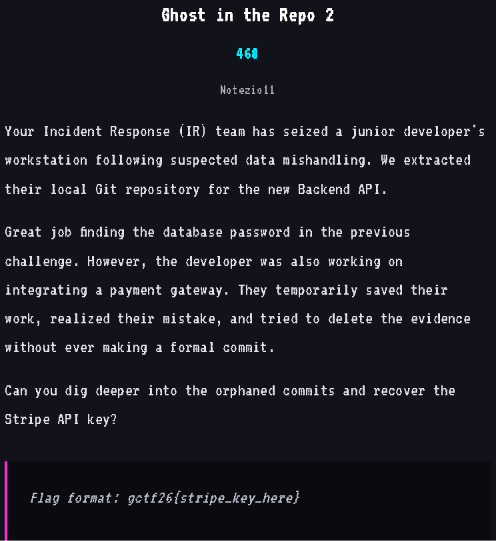 Ghost in the Repo 2
468
Notezio11
Your Incident Response (IR) team has seized a junior developer's
workstation following suspected data mishandling. We extracted
their local Git repository for the new Backend API.
Great job finding the database password in the previous
challenge. However, the developer was also working on
integrating a payment gateway. They temporarily saved their
work, realized their mistake, and tried to delete the evidence
without ever making a formal commit.
Can you dig deeper into the orphaned commits and recover the
Stripe API key?
Flag format: gctf26{stripe_key_here}